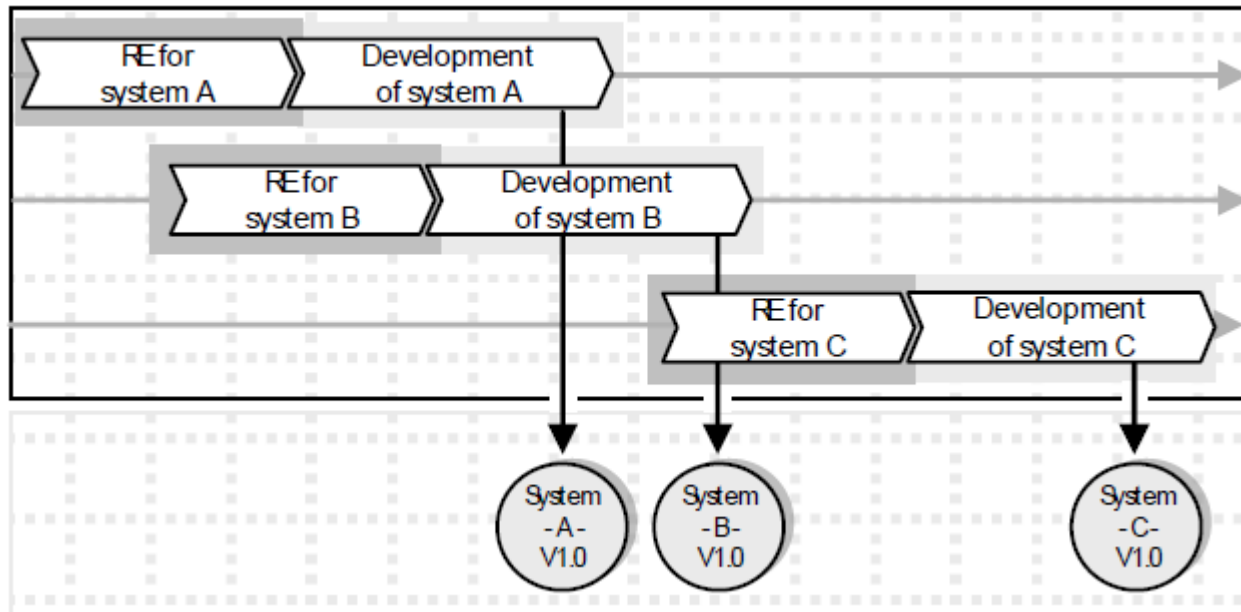 RE for
system A
Development
of system A
RE for
system B
Development
of system B
RE for
system C
Development
of system C
System
- A -
V1.0
System
- B-
V1.0
System
- C-
V1.0